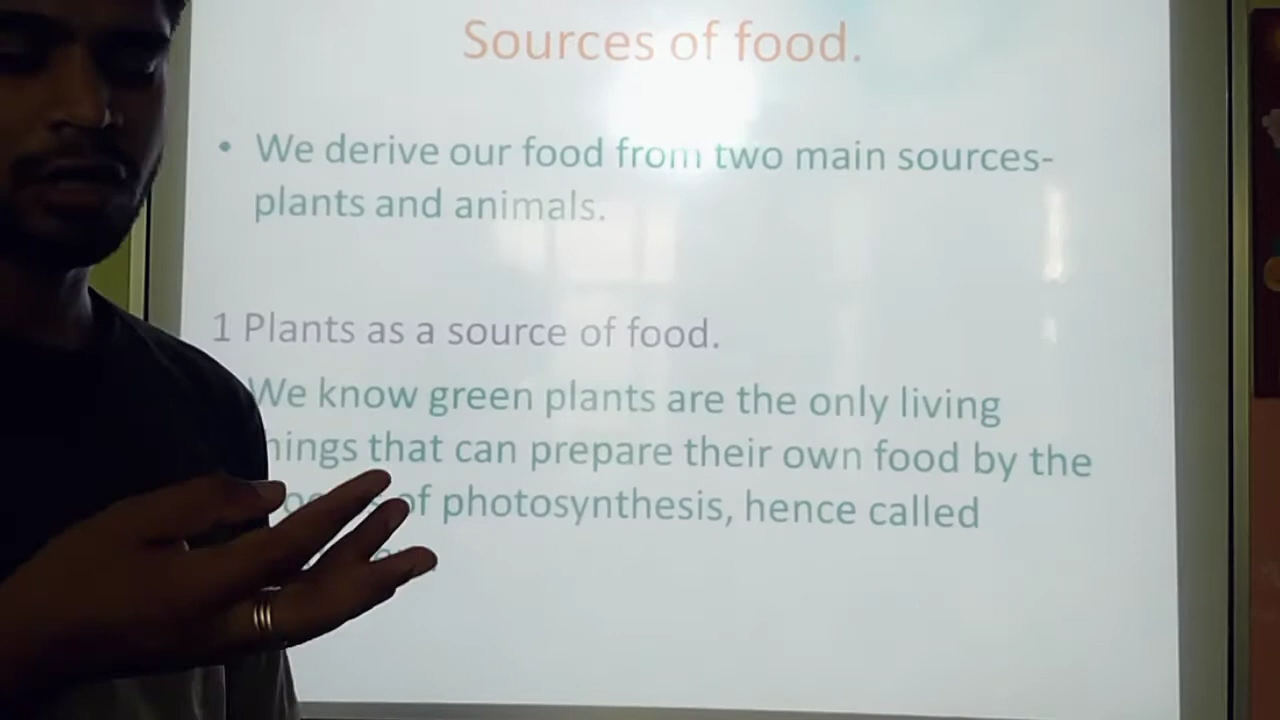 Sources of food.
• We derive our food from two main sources-
plants and animals.
1 Plants as a source of food.
We know green plants are the only living
that can prepare their own food by the
of photosynthesis, hence called